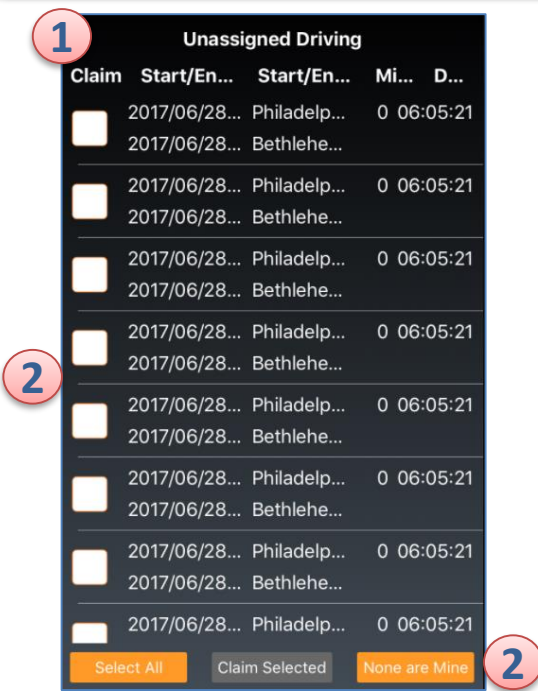 1
Unassigned Driving
Claim Start/En... Start/En... Mi... D...
2017/06/28... Philadelp... 0 06:05:21
2017/06/28... Bethlehe...
2017/06/28... Philadelp... 0 06:05:21
2017/06/28... Bethlehe...
2017/06/28... Philadelp... 0 06:05:21
2017/06/28... Bethlehe...
2017/06/28... Philadelp... 0 06:05:21
2017/06/28... Bethlehe...
2
2017/06/28... Philadelp... 0 06:05:21
2017/06/28... Bethlehe...
2017/06/28... Philadelp... 0 06:05:21
2017/06/28... Bethlehe...
2017/06/28... Philadelp... 0 06:05:21
2017/06/28... Bethlehe...
2017/06/28... Philadelp... 0 06:05:21
Select All Claim Selected None are Mine
2